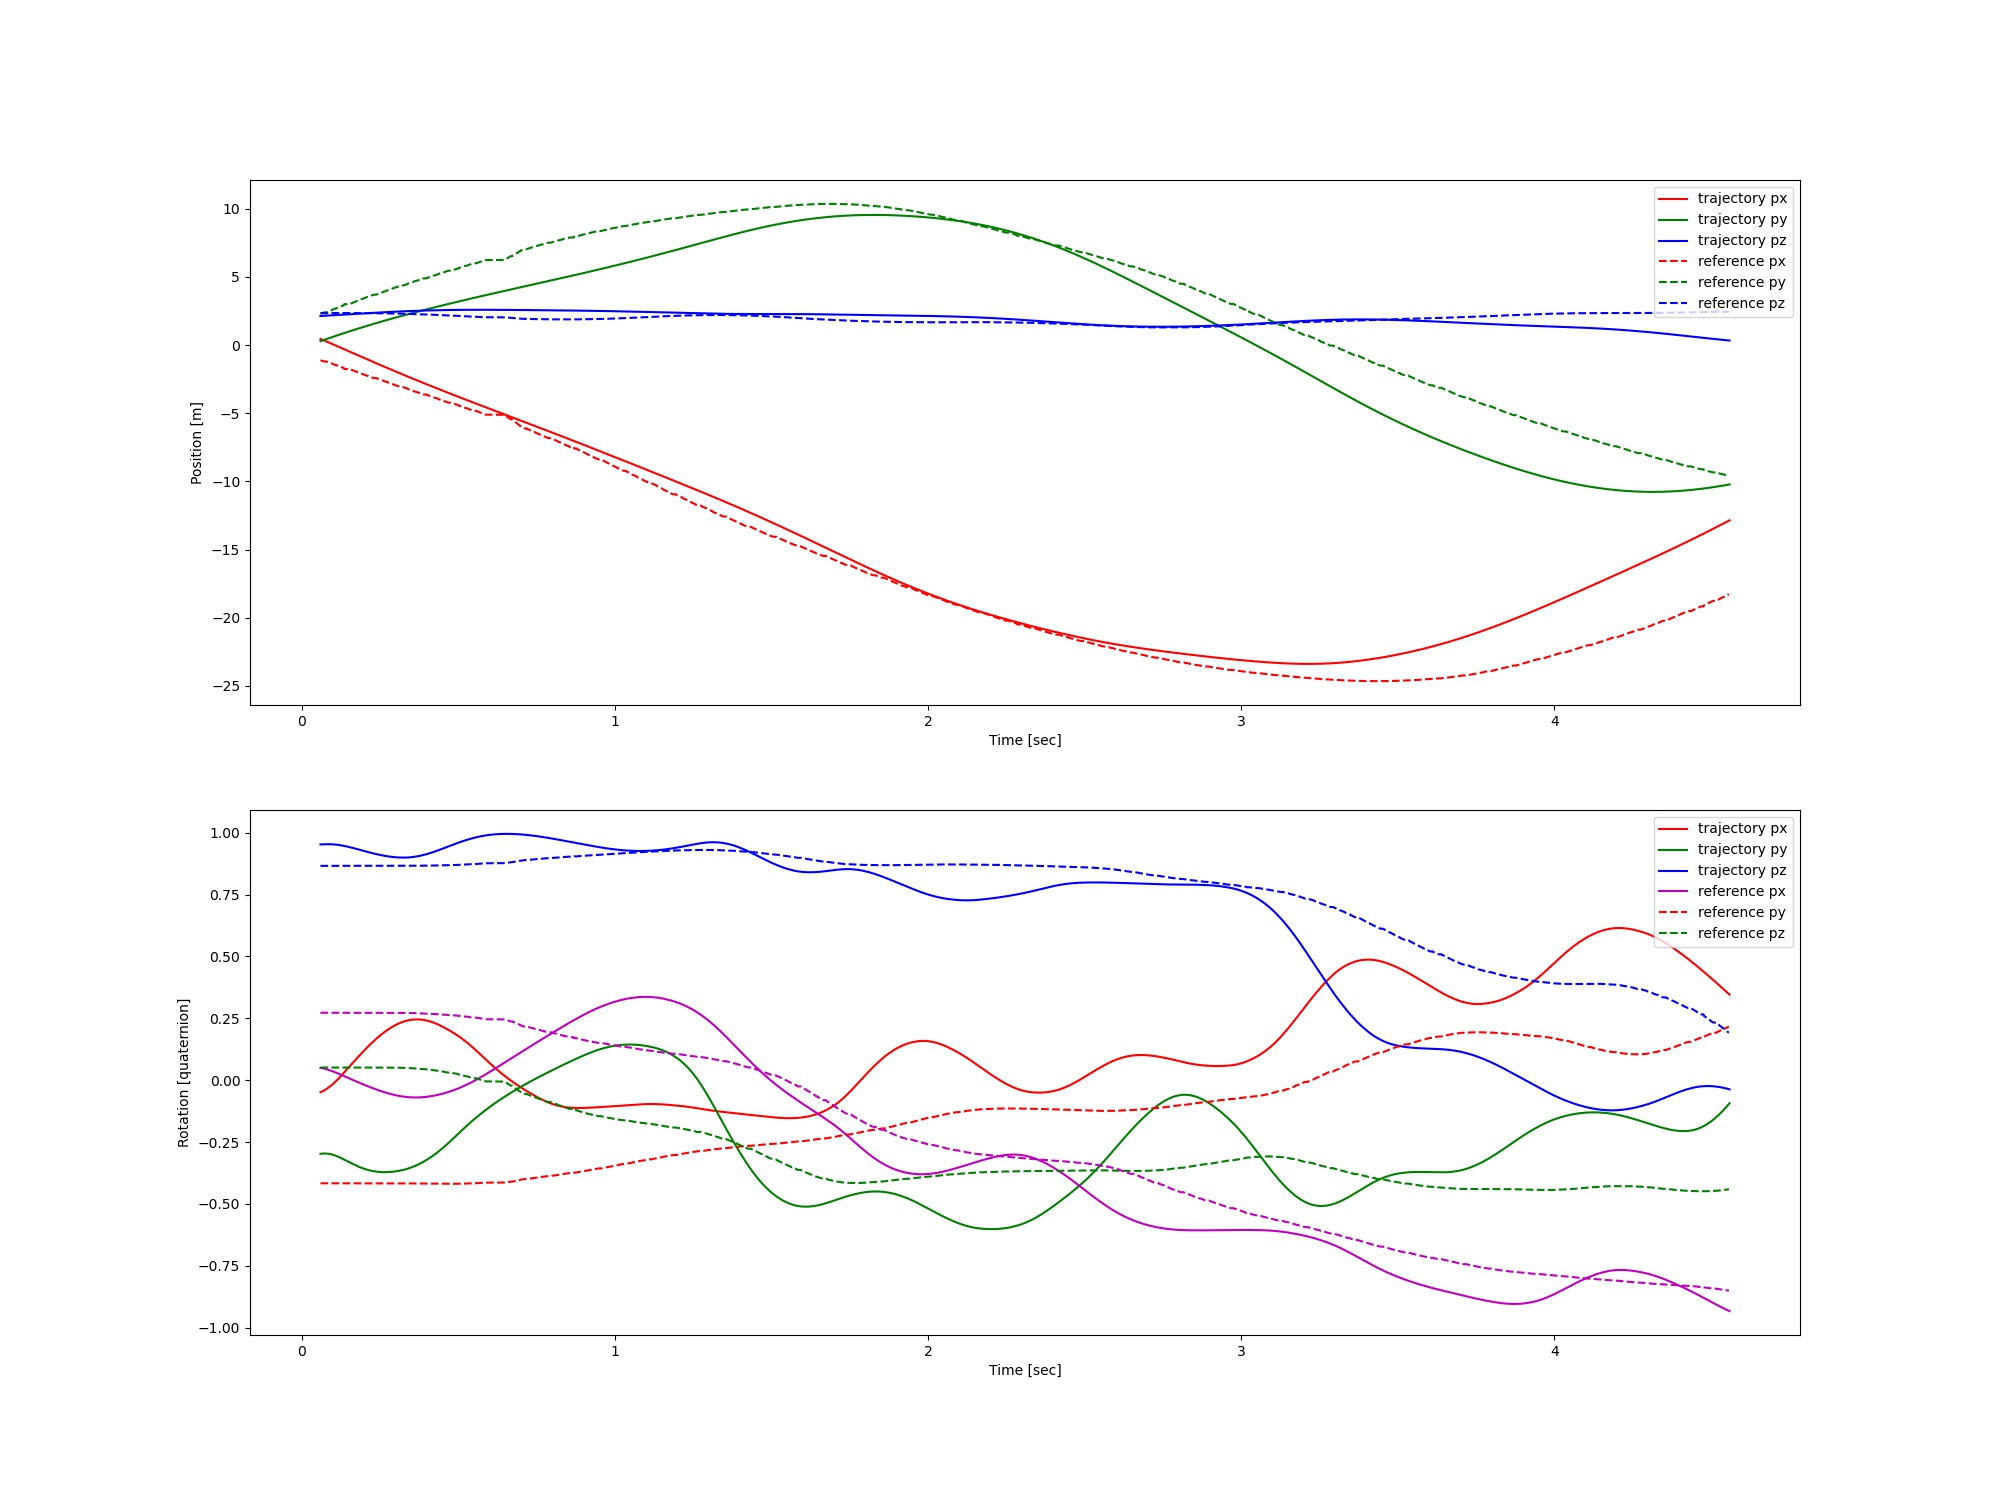 10
5
0
−5
−10
−15
−20
−25
Position [m]
0 1 2 3 4
Time [sec]
trajectory px
trajectory py
trajectory pz
reference px
reference py
reference pz
1.00
0.75
0.50
0.25
0.00
−0.25
−0.50
−0.75
−1.00
Rotation [quaternion]
0 1 2 3 4
Time [sec]
trajectory px
trajectory py
trajectory pz
reference px
reference py
reference pz